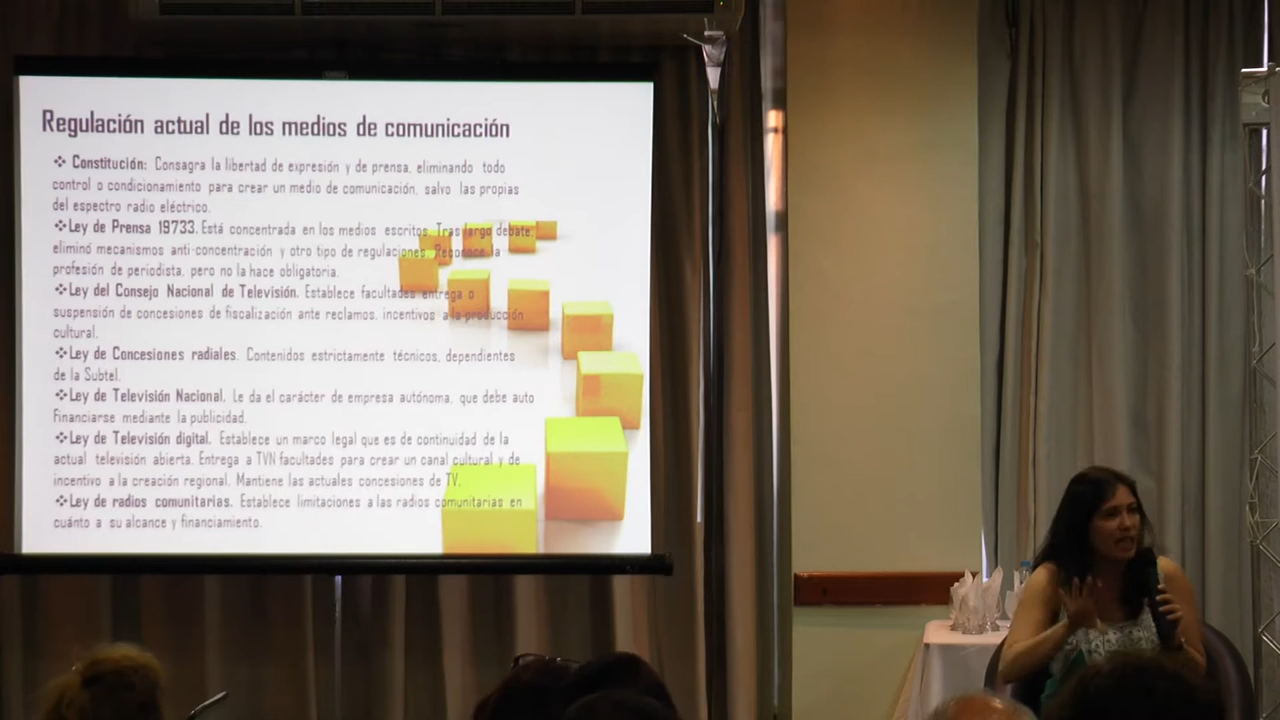 Regulación actual de los medios de comunicación
❖ Constitución: Consagra la libertad de expresión y de prensa, eliminando todo
control o condicionamiento para crear un medio de comunicación, salvo las propias
del espectro radio eléctrico.
❖Ley de Prensa 19733. Está concentrada en los medios escritos. Tras largo debate,
eliminó mecanismos anti-concentración y otro tipo de regulaciones. Reconoce la
profesión de periodista, pero no la hace obligatoria.
❖Ley del Consejo Nacional de Televisión. Establece facultades entrega o
suspensión de concesiones de fiscalización ante reclamos, incentivos a la producción
cultural.
❖Ley de Concesiones radiales. Contenidos estrictamente técnicos, dependientes
de la Subtel.
❖Ley de Televisión Nacional. Le da el carácter de empresa autónoma, que debe auto
financiarse mediante la publicidad.
❖Ley de Televisión digital. Establece un marco legal que es de continuidad de la
actual televisión abierta. Entrega a TVN facultades para crear un canal cultural y de
incentivo a la creación regional. Mantiene las actuales concesiones de TV.
❖Ley de radios comunitarias. Establece limitaciones a las radios comunitarias en
cuánto a su alcance y financiamiento.